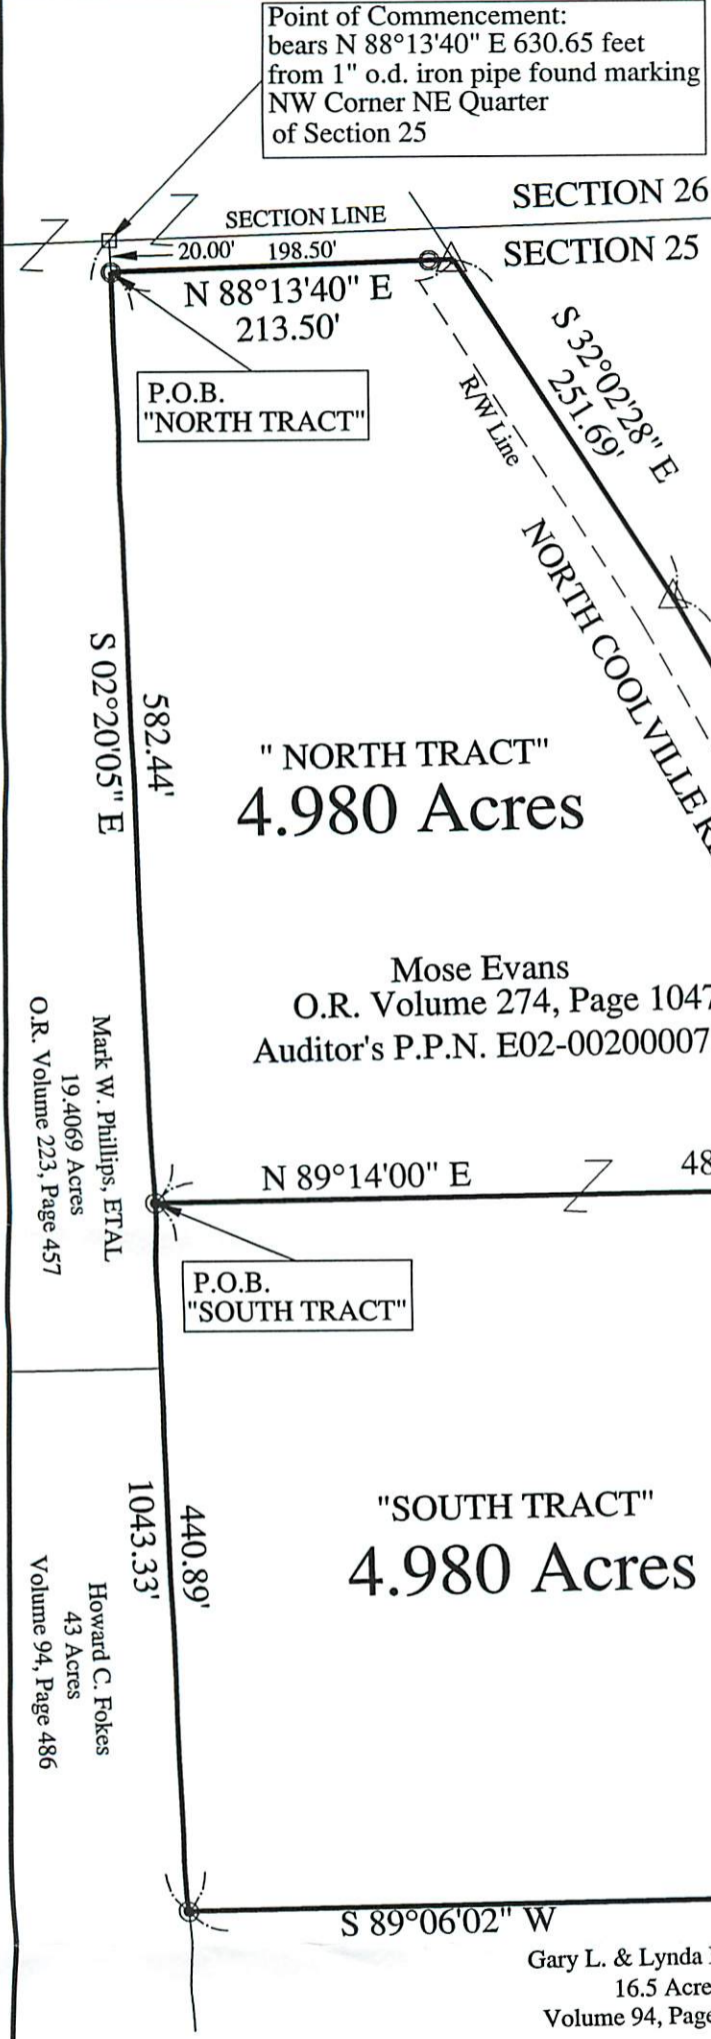 Point of Commencement:
bears N 88°13'40" E 630.65 feet
from 1" o.d. iron pipe found marking
NW Corner NE Quarter
of Section 25
SECTION 26
SECTION LINE
SECTION 25
20.00' 198.50'
N 88°13'40" E
213.50'
S 32°02'28" E
251.69'
P.O.B.
"NORTH TRACT"
R/W Line
NORTH COOLVILLE
S 02°20'05" E
582.44'
" NORTH TRACT"
4.980 Acres
Mose Evans
O.R. Volume 274, Page 1047
Auditor's P.P.N. E02-00200007
Mark W. Phillips, ETAL
19.4069 Acres
O.R. Volume 223, Page 457
N 89°14'00" E
48
P.O.B.
"SOUTH TRACT"
440.89'
1043.33'
"SOUTH TRACT"
4.980 Acres
Howard C. Fokes
43 Acres
Volume 94, Page 486
S 89°06'02" W
Gary L. & Lynda
16.5 Acre
Volume 94, Page